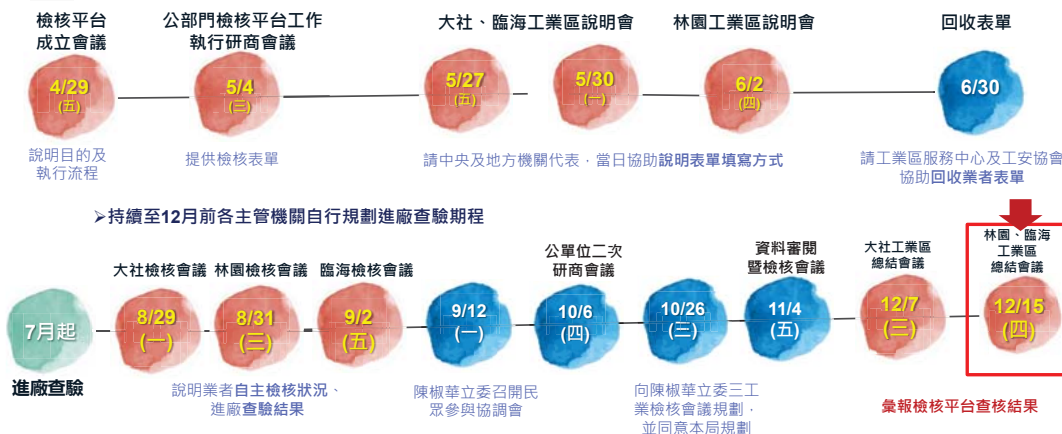 檢核平台
成立會議
公部門檢核平台工作
執行研商會議
大社、臨海工業區說明會
林園工業區說明會
回收表單
4/29
(五)
5/4
(三)
5/27
(五)
5/30
(一)
6/2
(四)
6/30
說明目的及
執行流程
提供檢核表單
請中央及地方機關代表，當日協助說明表單填寫方式
請工業區服務中心及工安協會
協助回收業者表單
➢持續至12月前各主管機關自行規劃進廠查驗期程
大社檢核會議
林園檢核會議
臨海檢核會議
公單位二次
研商會議
資料審閱
暨檢核會議
大社工業區
總結會議
林園、臨海
工業區
總結會議
7月起
8/29
(一)
8/31
(三)
9/2
(五)
9/12
(一)
10/6
(四)
10/26
(三)
11/4
(五)
12/7
(三)
12/15
(四)
進廠查驗
說明業者自主檢核狀況、
進廠查驗結果
陳椒華立委召開民
眾參與協調會
向陳椒華立委三工
業檢核會議規劃，
並同意本局規劃
彙報檢核平台查核結果